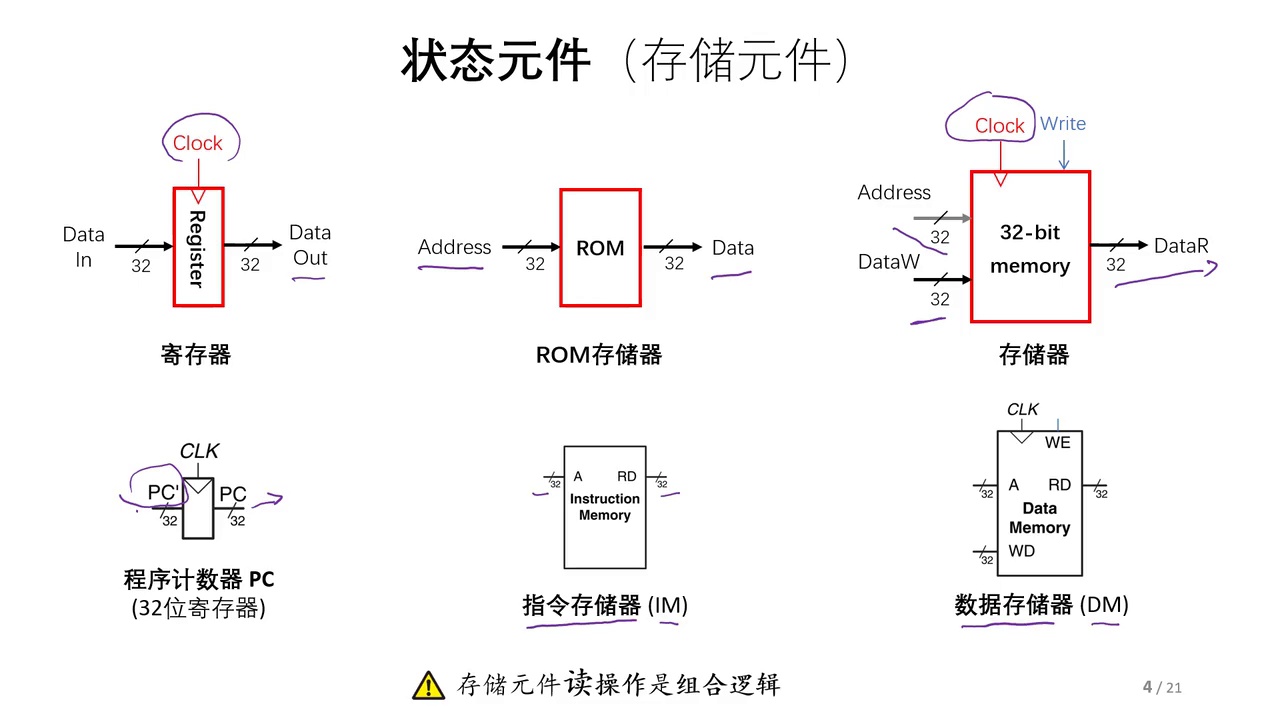 状态元件（存储元件）
Clock
Data In
32
Register
32
Data Out
寄存器
Address
32
ROM
32
Data
ROM存储器
Clock
Write
Address
32
DataW
32
32-bit
memory
32
DataR
存储器
CLK
PC'
32
PC
32
程序计数器 PC
(32位寄存器)
32
A
RD
32
Instruction
Memory
指令存储器 (IM)
CLK
WE
32
A
RD
32
Data
Memory
32
WD
数据存储器 (DM)
存储元件读操作是组合逻辑
4 / 21